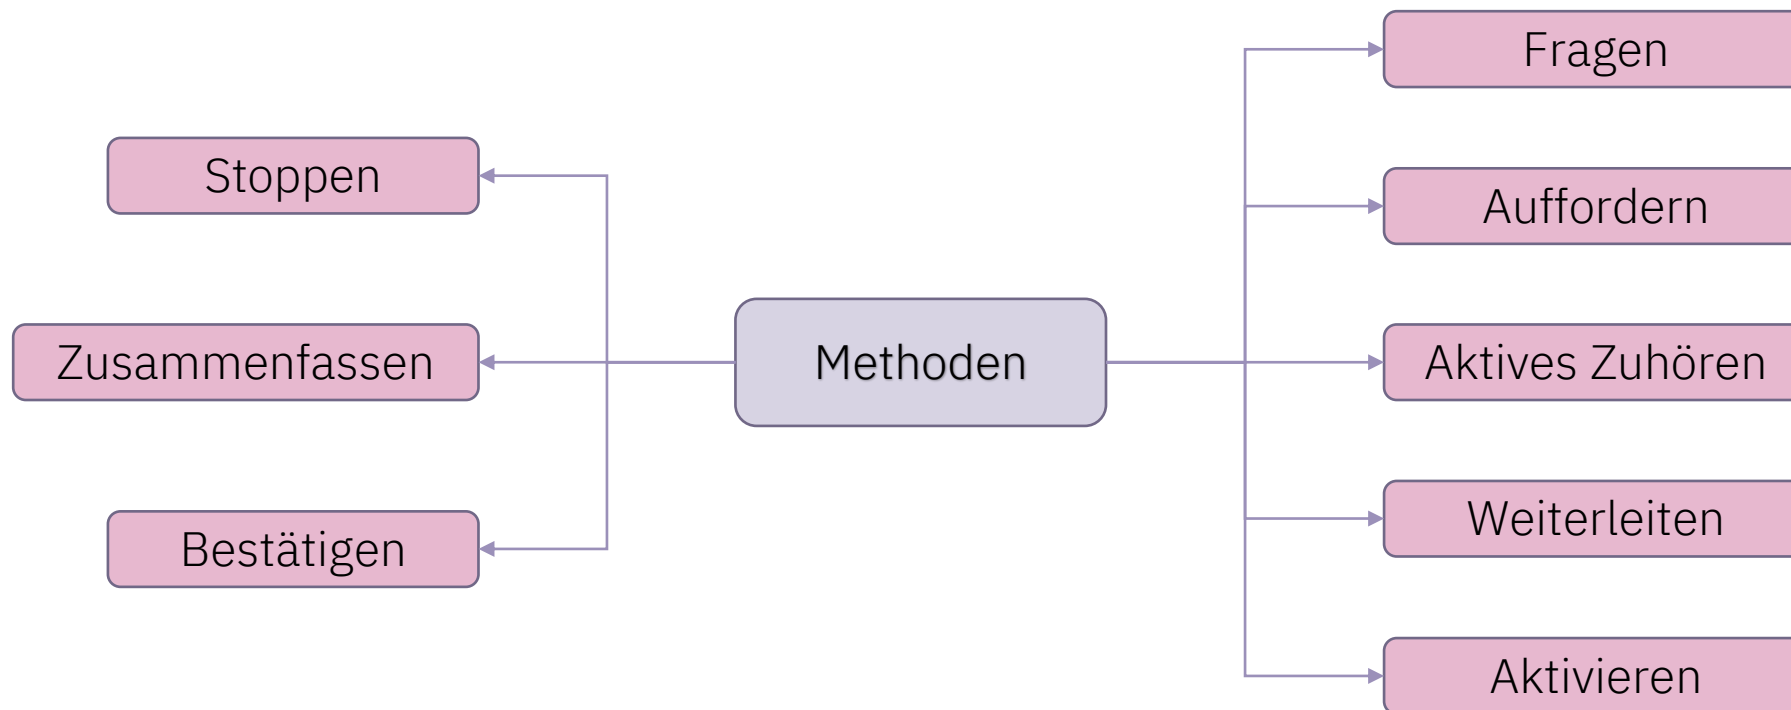 Fragen
Stoppen
Auffordern
Zusammenfassen
Methoden
Aktives Zuhören
Weiterleiten
Bestätigen
Aktivieren